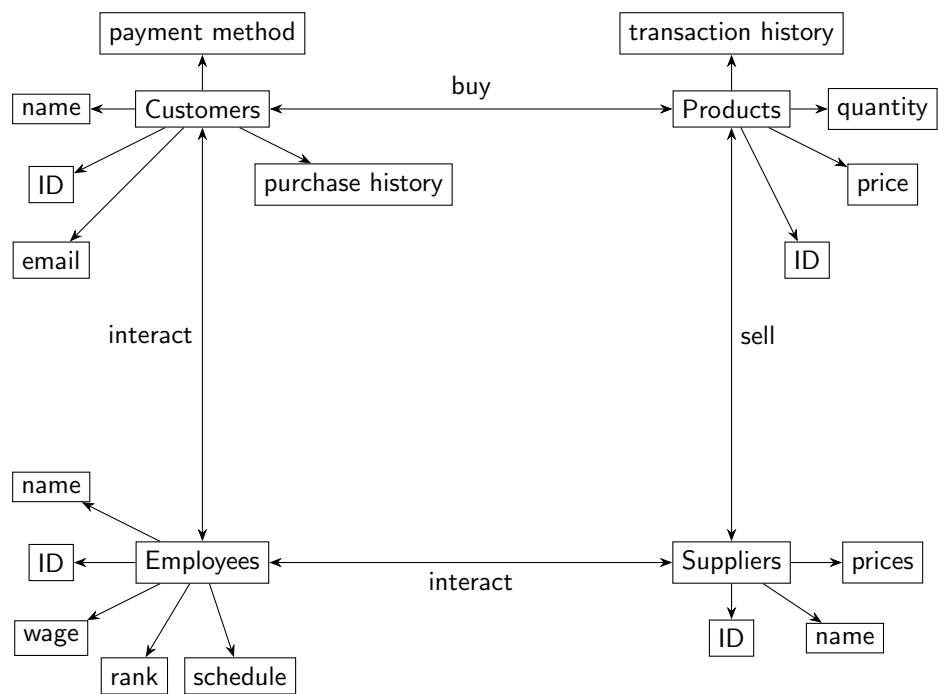 payment method
transaction history
buy
name
Customers
Products
quantity
ID
purchase history
price
email
ID
interact
sell
name
ID
Employees
Suppliers
prices
interact
wage
ID
name
rank
schedule